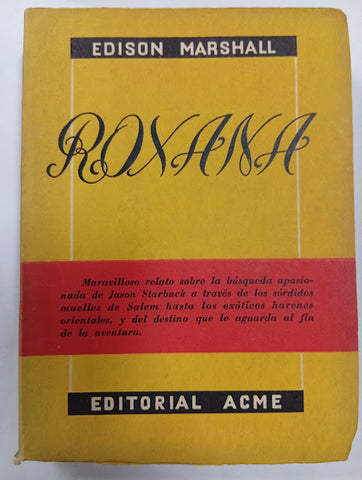 EDISON MARSHALL
ROXANA
Maravilloso relato sobre la búsqueda apasio-
nada de Jason Starbuck a través de los sórdidos
muelles de Salem hasta los exóticos harenes
orientales, y del destino que le aguarda al fin
de la aventura.
EDITORIAL ACME